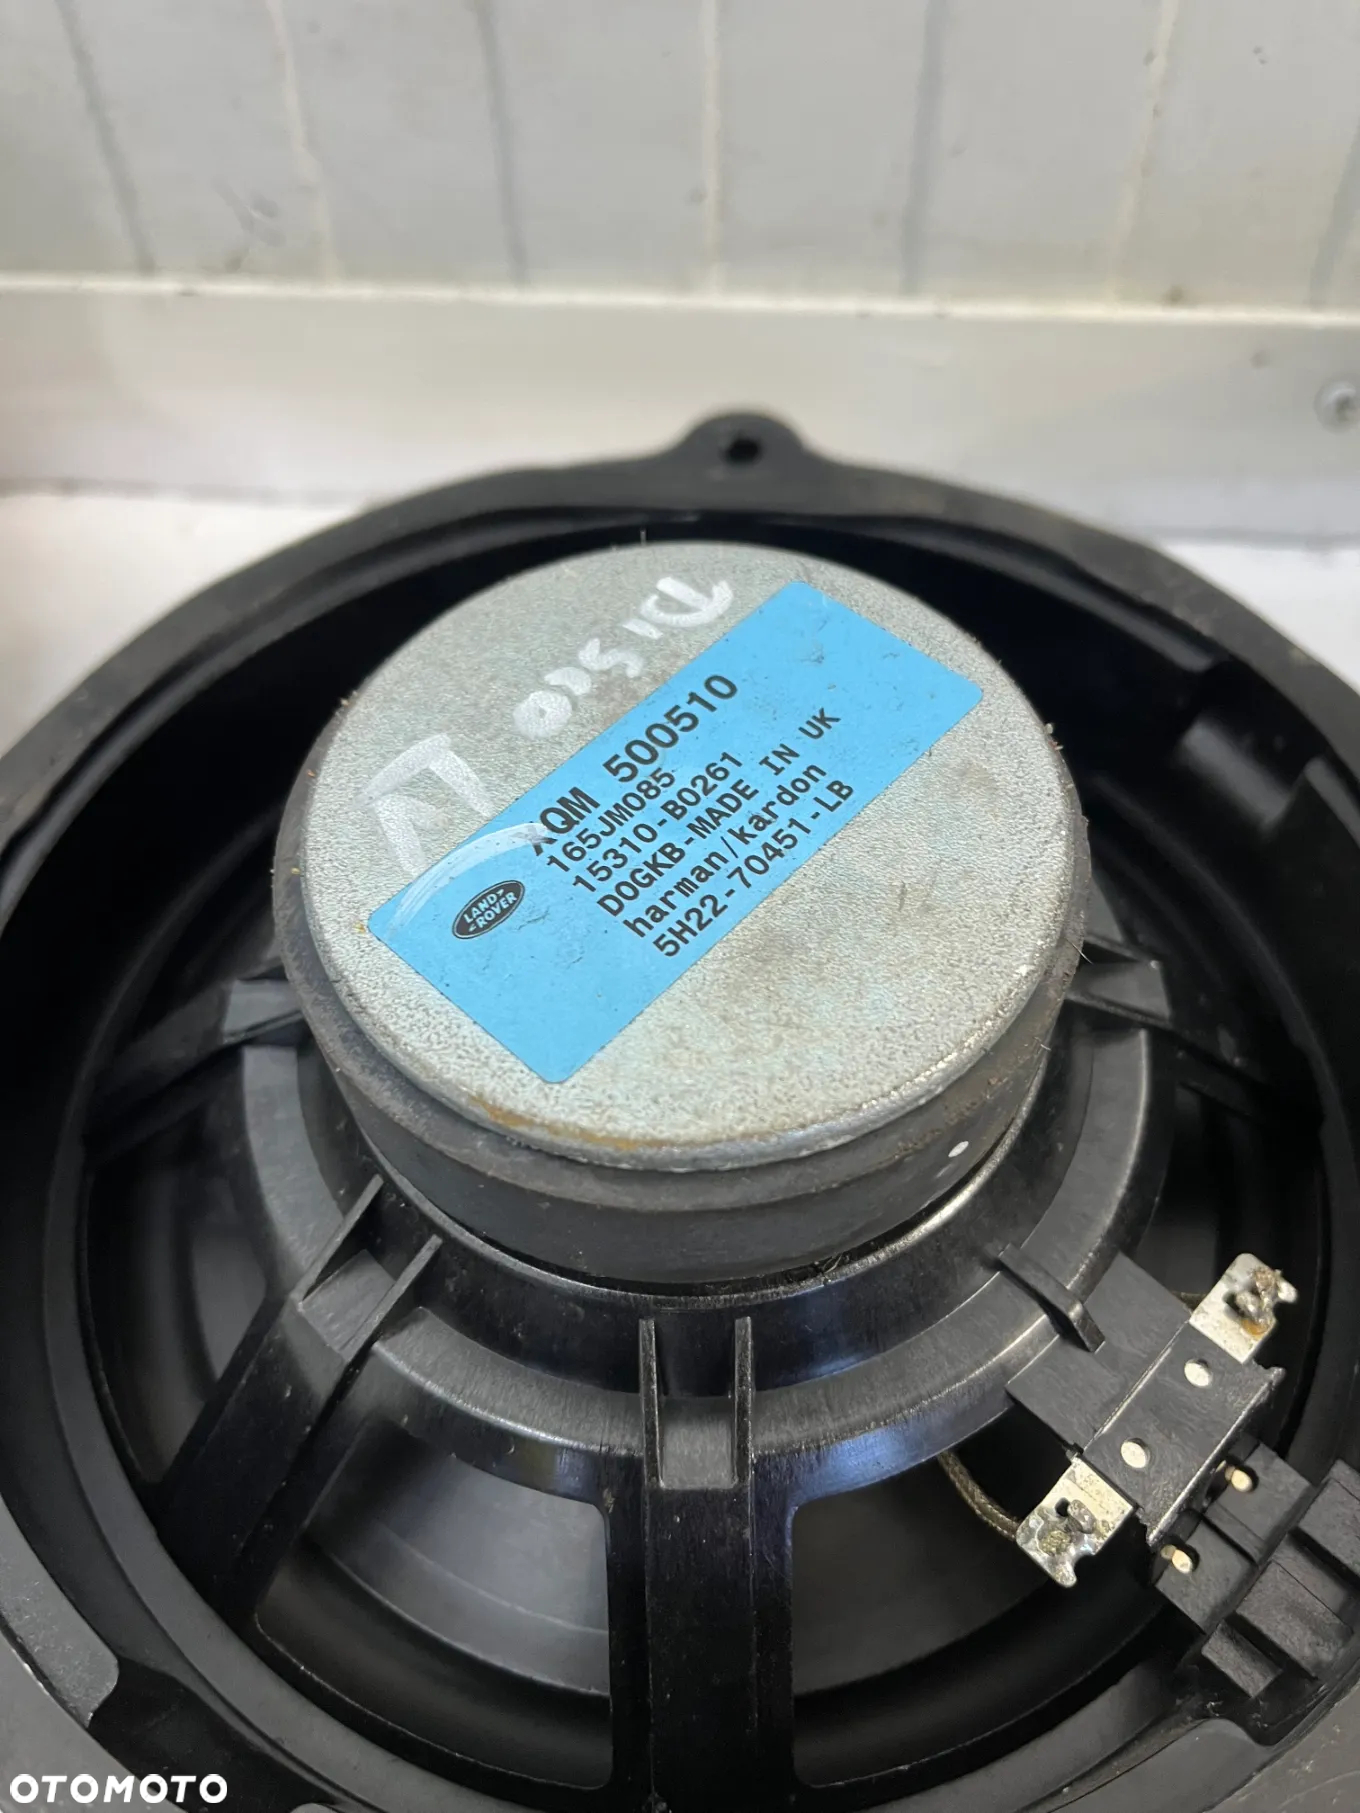 XQM 500510
165JM085
15310-B0261
DOGKB-MADE IN UK
harman/kardon
5H22-70451-LB
LAND
ROVER
OTOMOTO